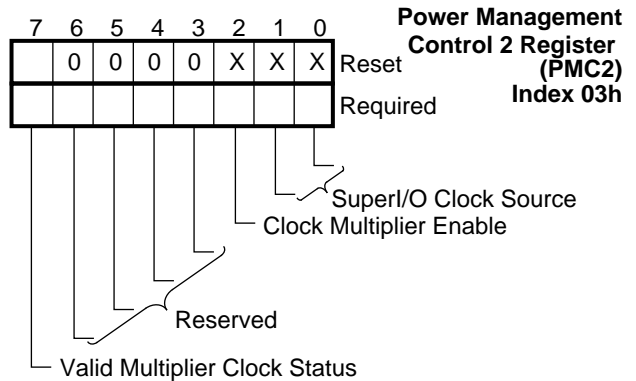 Power Management
Control 2 Register
(PMC2)
Index 03h
7 6 5 4 3 2 1 0
0 0 0 0 X X X Reset
Required
SuperI/O Clock Source
Clock Multiplier Enable
Reserved
Valid Multiplier Clock Status